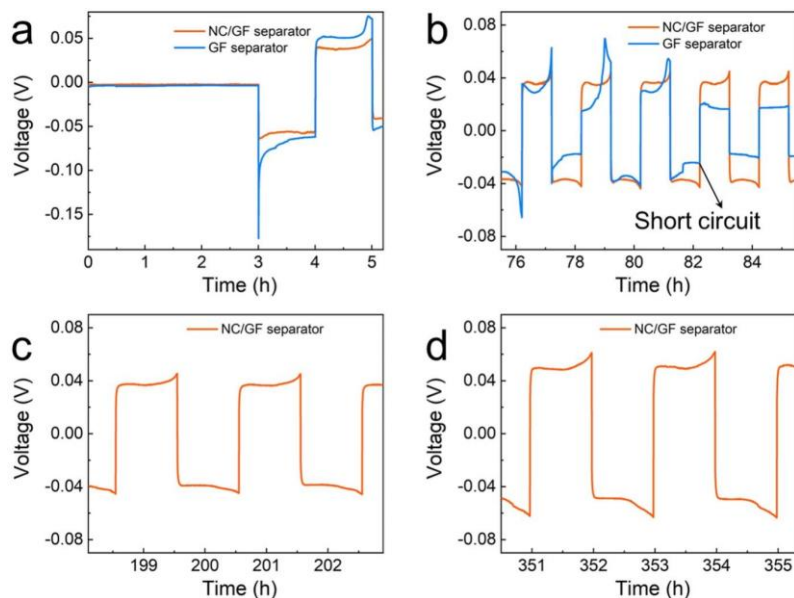 a
NC/GF separator
GF separator
0.05
0.00
-0.05
-0.10
-0.15
Voltage (V)
0 1 2 3 4 5
Time (h)
b
NC/GF separator
GF separator
0.08
0.04
0.00
-0.04
-0.08
Voltage (V)
Short circuit
76 78 80 82 84
Time (h)
c
NC/GF separator
0.08
0.04
0.00
-0.04
-0.08
Voltage (V)
199 200 201 202
Time (h)
d
NC/GF separator
0.08
0.04
0.00
-0.04
-0.08
Voltage (V)
351 352 353 354 355
Time (h)